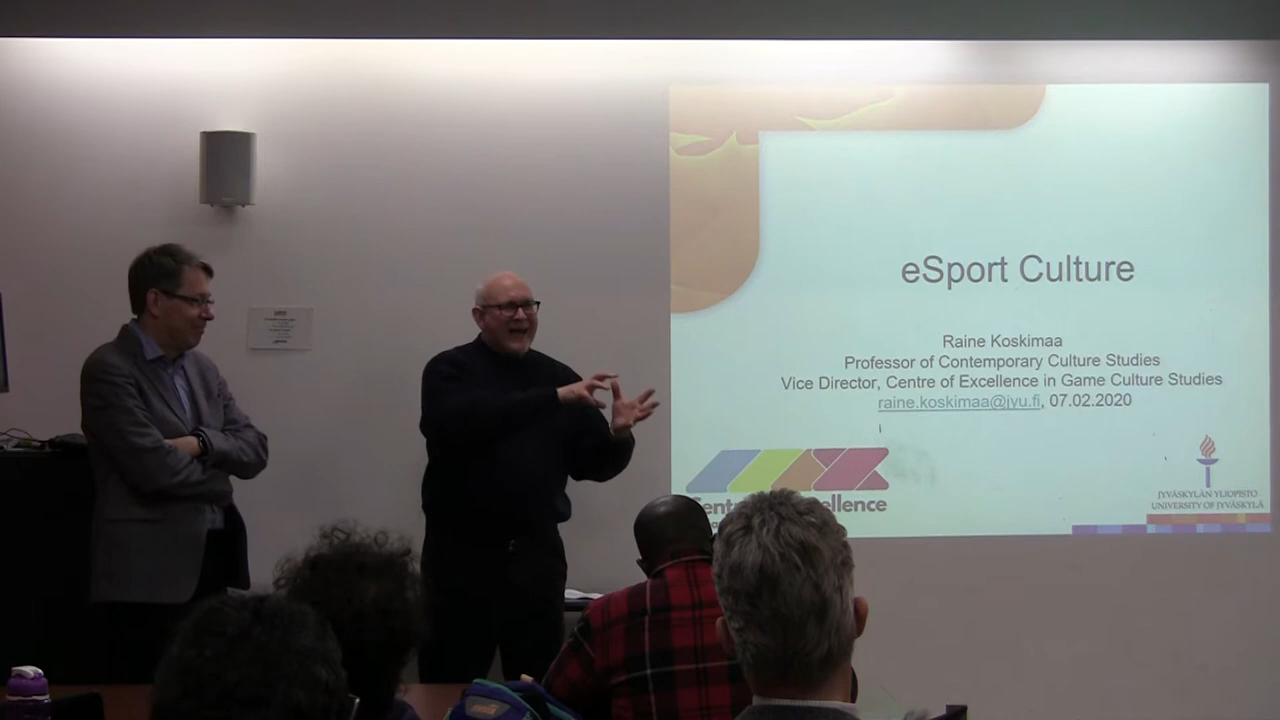 eSport Culture
Raine Koskimaa
Professor of Contemporary Culture Studies
Vice Director, Centre of Excellence in Game Culture Studies
raine.koskimaa@jyu.fi, 07.02.2020
JYVÄSKYLÄN YLIOPISTO
UNIVERSITY OF JYVÄSKYLÄ